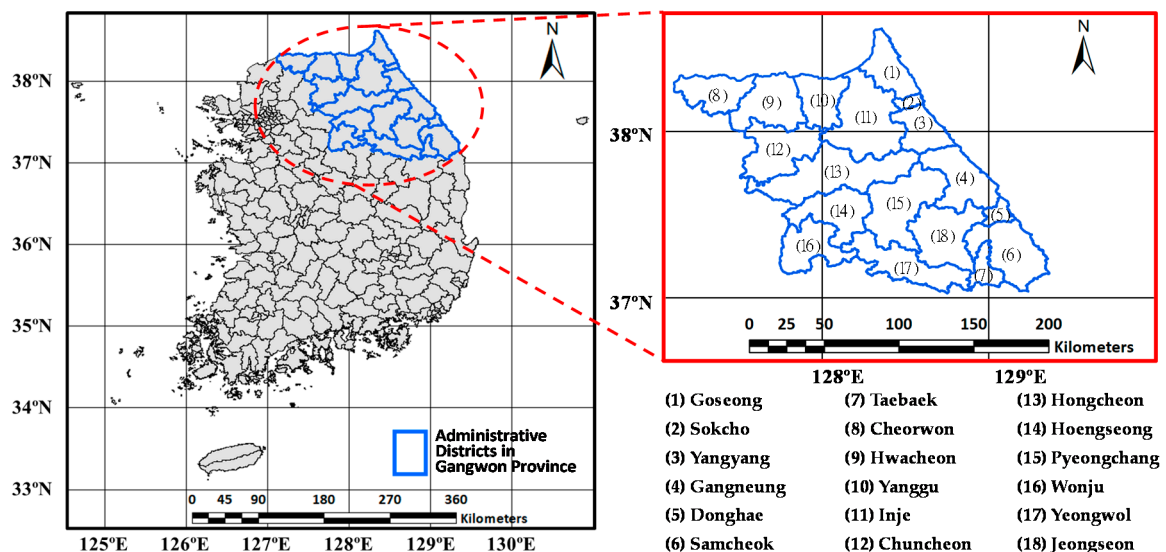 N
38°N
37°N
36°N
35°N
34°N
33°N
125°E
126°E
127°E
128°E
129°E
130°E
Administrative
Districts in
Gangwon Province
0 45 90 180 270 360
Kilometers
N
38°N
37°N
(1)
(2)
(3)
(4)
(5)
(6)
(7)
(8)
(9)
(10)
(11)
(12)
(13)
(14)
(15)
(16)
(17)
(18)
0 25 50 100 150 200
Kilometers
128°E
129°E
(1) Goseong
(2) Sokcho
(3) Yangyang
(4) Gangneung
(5) Donghae
(6) Samcheok
(7) Taebaek
(8) Cheorwon
(9) Hwacheon
(10) Yanggu
(11) Inje
(12) Chuncheon
(13) Hongcheon
(14) Hoengseong
(15) Pyeongchang
(16) Wonju
(17) Yeongwol
(18) Jeongseon